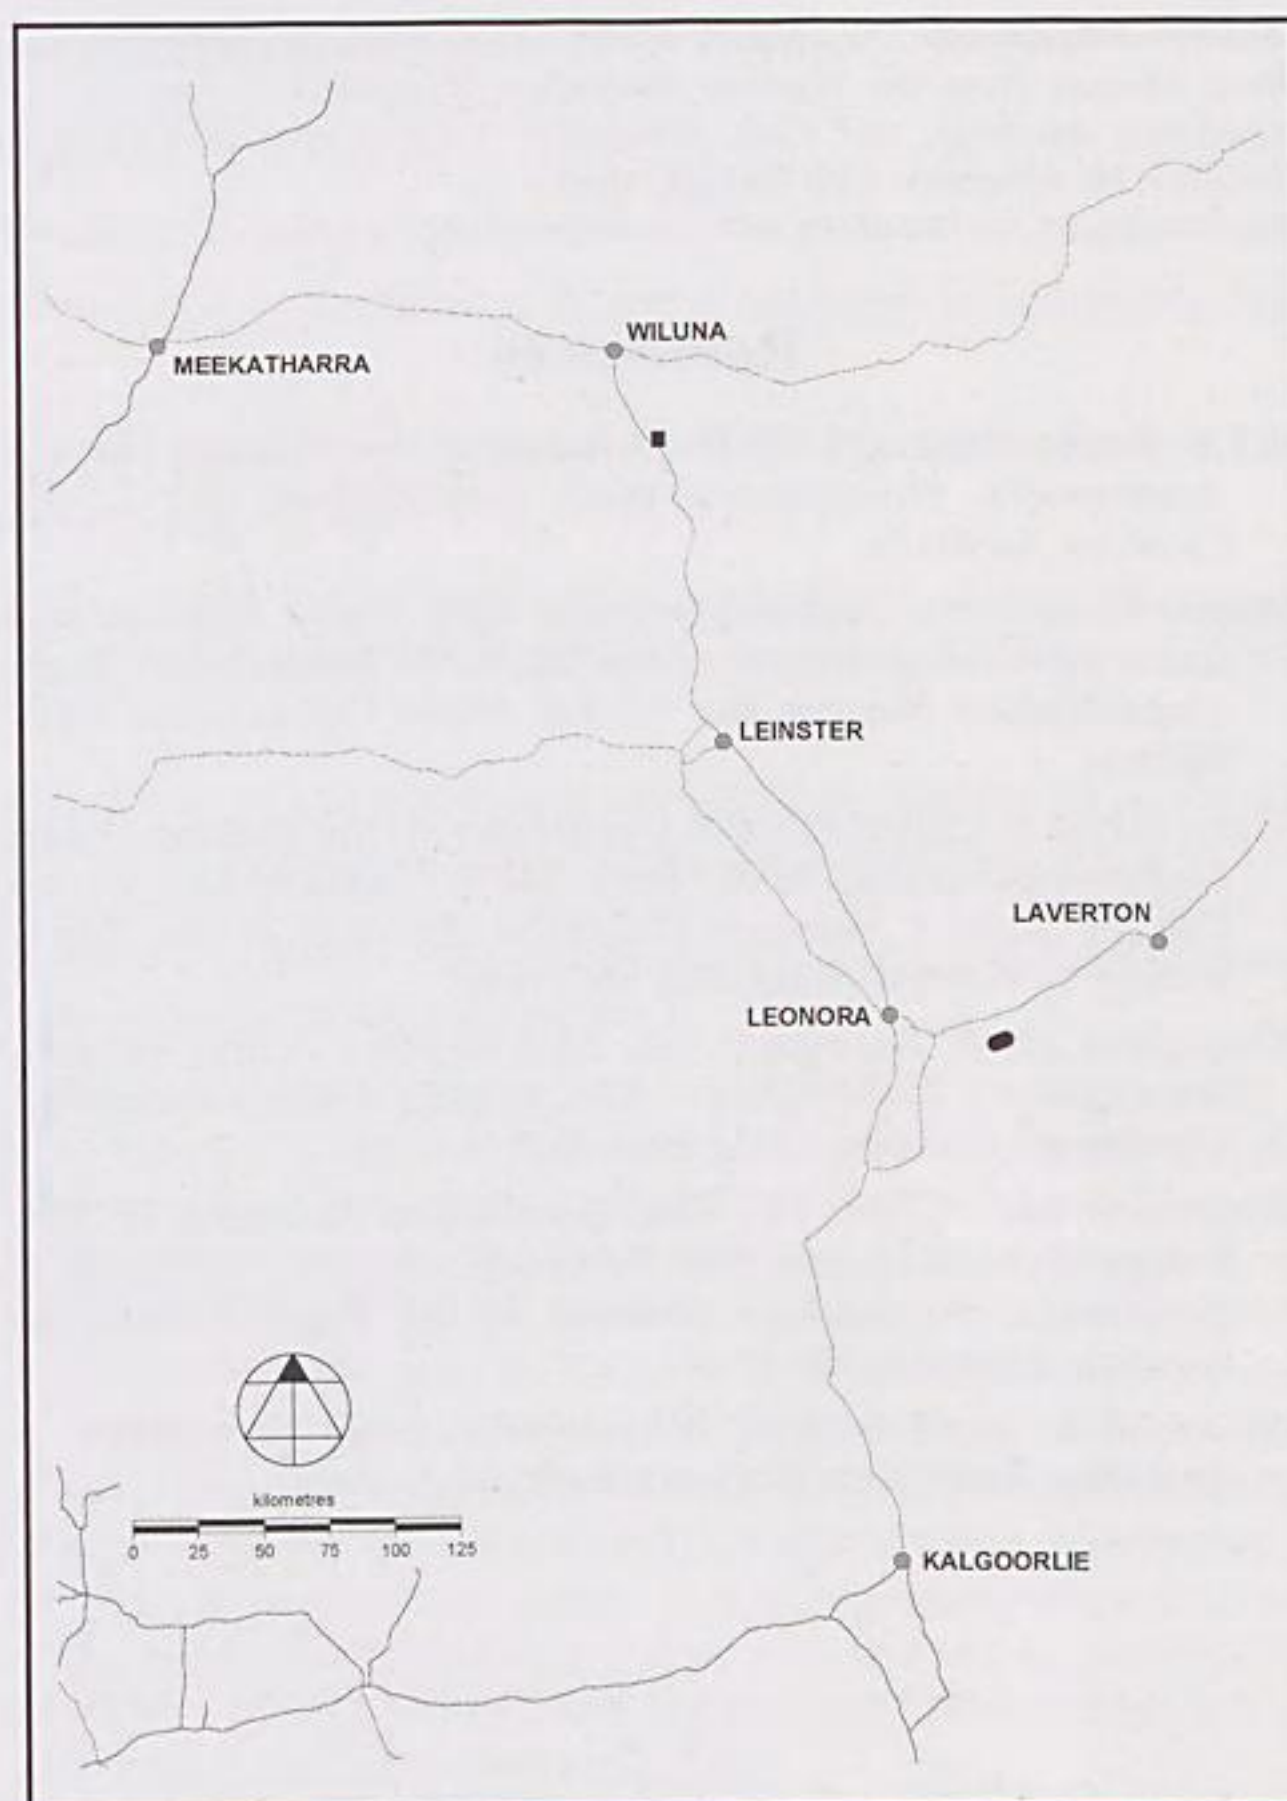 WILUNA
MEEKATHARRA
LEINSTER
LAVERTON
LEONORA
kilometres
0 25 50 75 100 125
KALGOORLIE